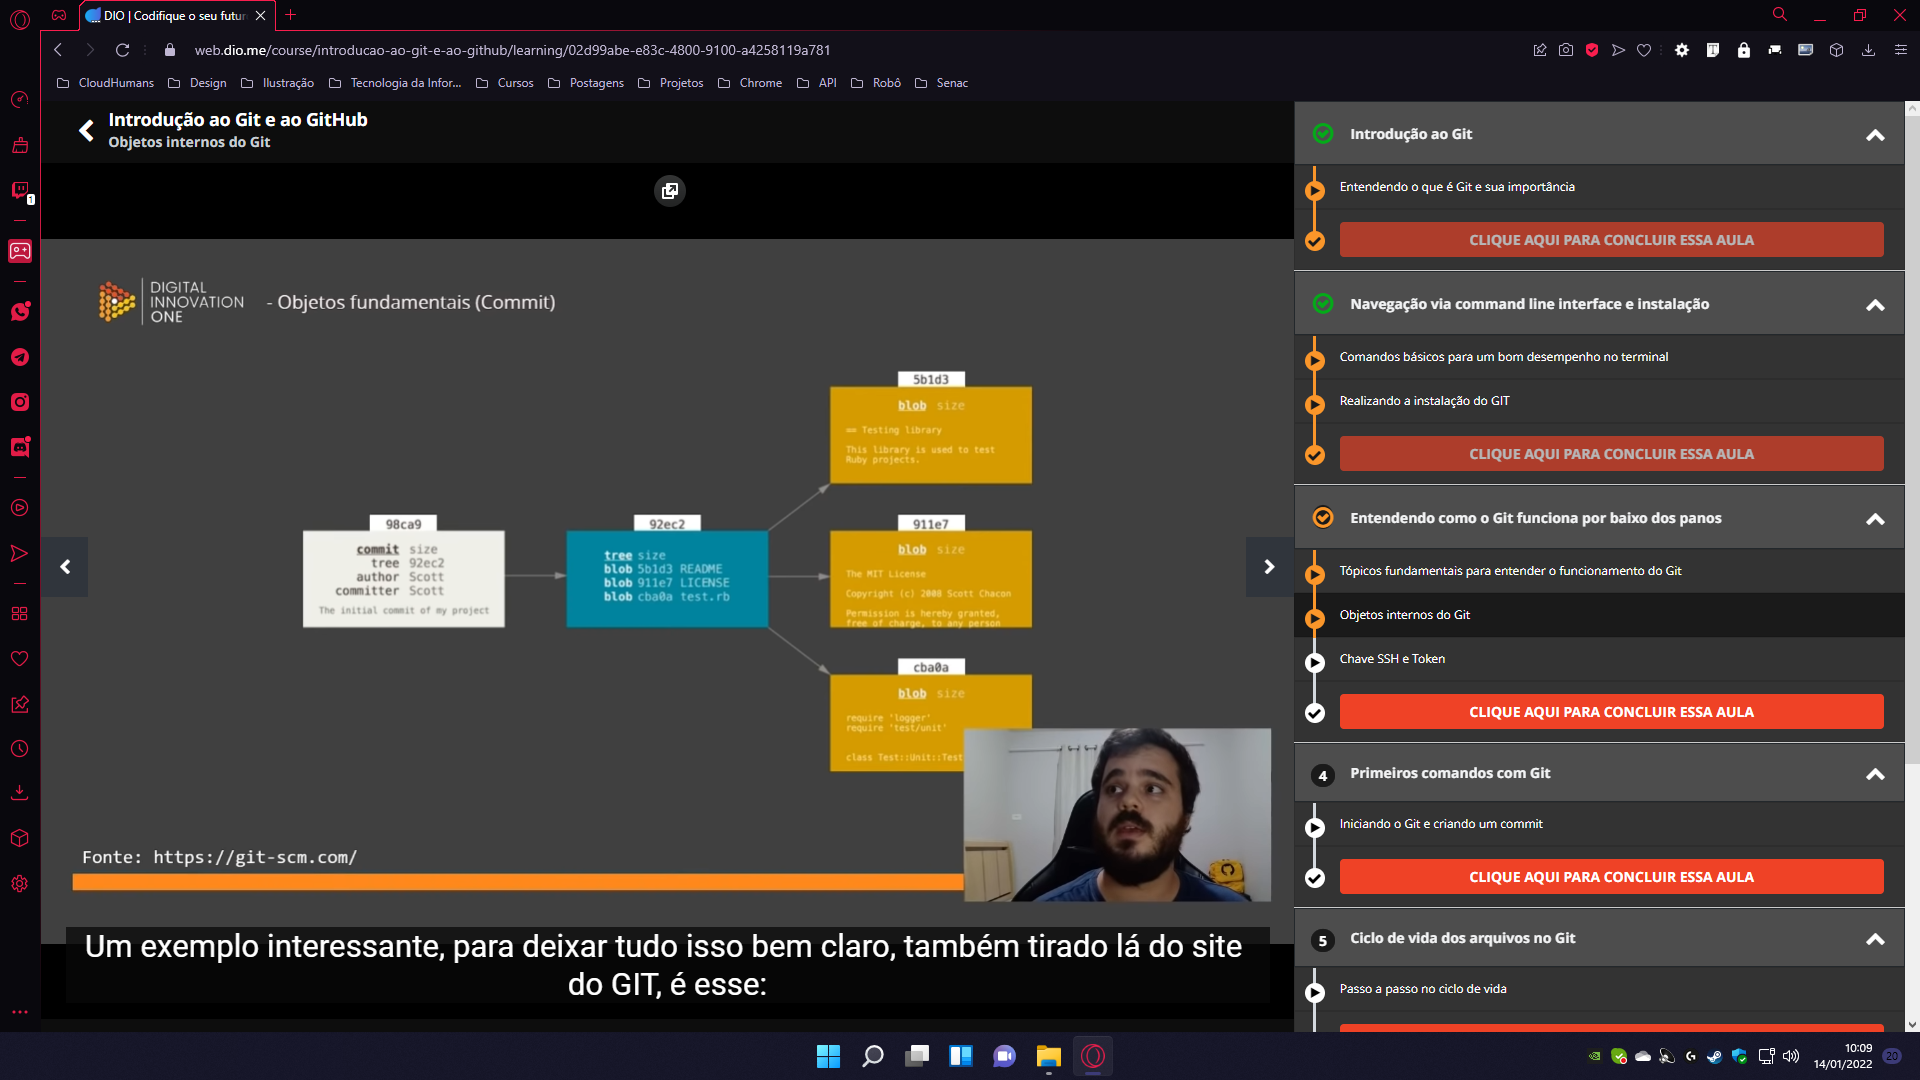 DIO | Codifique o seu futur
web.dio.me/course/introducao-ao-git-e-ao-github/learning/02d99abe-e83c-4800-9100-a4258119a781
CloudHumans
Design
Ilustração
Tecnologia da Infor...
Cursos
Postagens
Projetos
Chrome
API
Robô
Senac
1
Introdução ao Git e ao GitHub
Objetos internos do Git
DIGITAL
INNOVATION
ONE
- Objetos fundamentais (Commit)
98ca9
commit size
tree 92ec2
author Scott
committer Scott
The initial commit of my project
92ec2
tree size
blob 5b1d3 README
blob 911e7 LICENSE
blob cba0a test.rb
5b1d3
blob size
== Testing library
This library is used to test
Ruby projects.
911e7
blob size
The MIT License
Copyright (c) 2008 Scott Chacon
Permission is hereby granted,
free of charge, to any person
cba0a
blob size
require 'logger'
require 'test/unit'
class Test::Unit::Test
Fonte: https://git-scm.com/
Um exemplo interessante, para deixar tudo isso bem claro, também tirado lá do site
do GIT, é esse:
Introdução ao Git
Entendendo o que é Git e sua importância
CLIQUE AQUI PARA CONCLUIR ESSA AULA
Navegação via command line interface e instalação
Comandos básicos para um bom desempenho no terminal
Realizando a instalação do GIT
CLIQUE AQUI PARA CONCLUIR ESSA AULA
Entendendo como o Git funciona por baixo dos panos
Tópicos fundamentais para entender o funcionamento do Git
Objetos internos do Git
Chave SSH e Token
CLIQUE AQUI PARA CONCLUIR ESSA AULA
4 Primeiros comandos com Git
Iniciando o Git e criando um commit
CLIQUE AQUI PARA CONCLUIR ESSA AULA
5 Ciclo de vida dos arquivos no Git
Passo a passo no ciclo de vida
10:09
14/01/2022
20